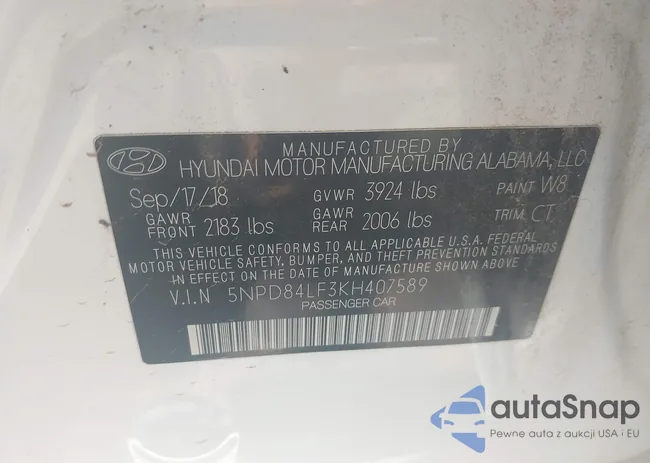 MANUFACTURED BY
HYUNDAI MOTOR MANUFACTURING ALABAMA, LLC
Sep/17/18 GVWR 3924 lbs PAINT W8
GAWR FRONT 2183 lbs GAWR REAR 2006 lbs TRIM CT
THIS VEHICLE CONFORMS TO ALL APPLICABLE U.S.A. FEDERAL
MOTOR VEHICLE SAFETY, BUMPER, AND THEFT PREVENTION STANDARDS
IN EFFECT ON THE DATE OF MANUFACTURE SHOWN ABOVE.
V.I.N 5NPD84LF3KH407589
PASSENGER CAR
autaSnap
Pewne auta z aukcji USA i EU